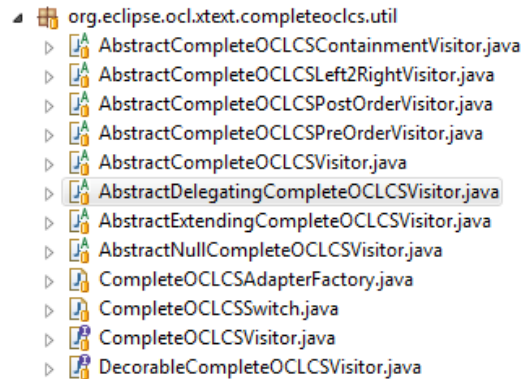 org.eclipse.ocl.xtext.completeoclcs.util
AbstractCompleteOCLCSContainmentVisitor.java
AbstractCompleteOCLCSLeft2RightVisitor.java
AbstractCompleteOCLCSPostOrderVisitor.java
AbstractCompleteOCLCSPreOrderVisitor.java
AbstractCompleteOCLCSVisitor.java
AbstractDelegatingCompleteOCLCSVisitor.java
AbstractExtendingCompleteOCLCSVisitor.java
AbstractNullCompleteOCLCSVisitor.java
CompleteOCLCSAdapterFactory.java
CompleteOCLCSSwitch.java
CompleteOCLCSVisitor.java
DecorableCompleteOCLCSVisitor.java